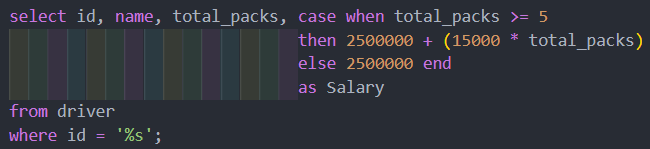 select id, name, total_packs, case when total_packs >= 5
then 2500000 + (15000 * total_packs)
else 2500000 end
as Salary
from driver
where id = '%s';